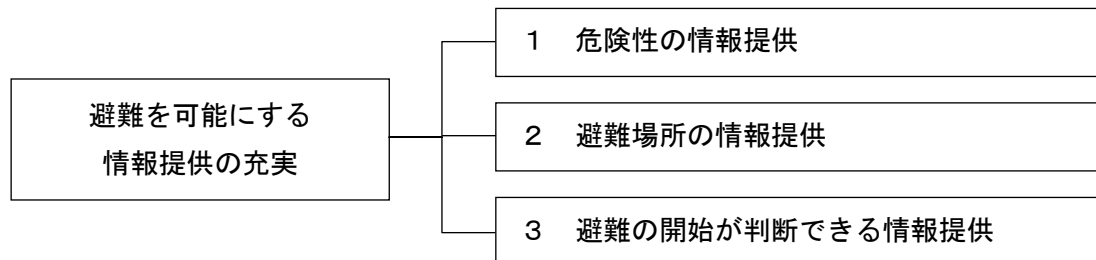 避難を可能にする
情報提供の充実
１　危険性の情報提供
２　避難場所の情報提供
３　避難の開始が判断できる情報提供